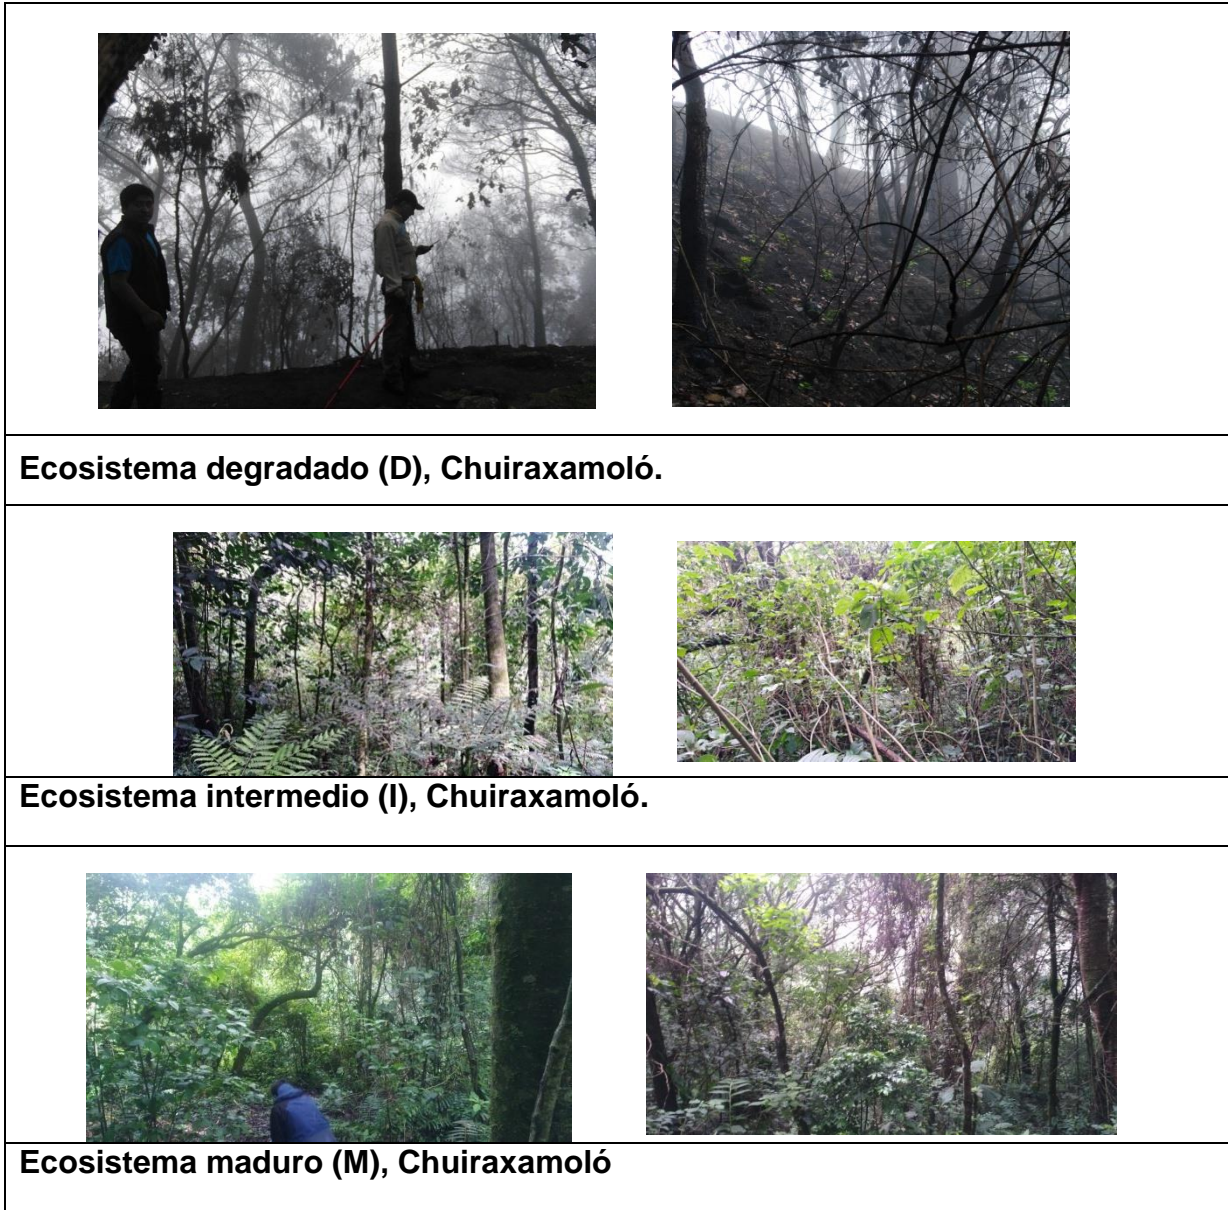 Ecosistema degradado (D), Chuiraxamoló.
Ecosistema intermedio (I), Chuiraxamoló.
Ecosistema maduro (M), Chuiraxamoló